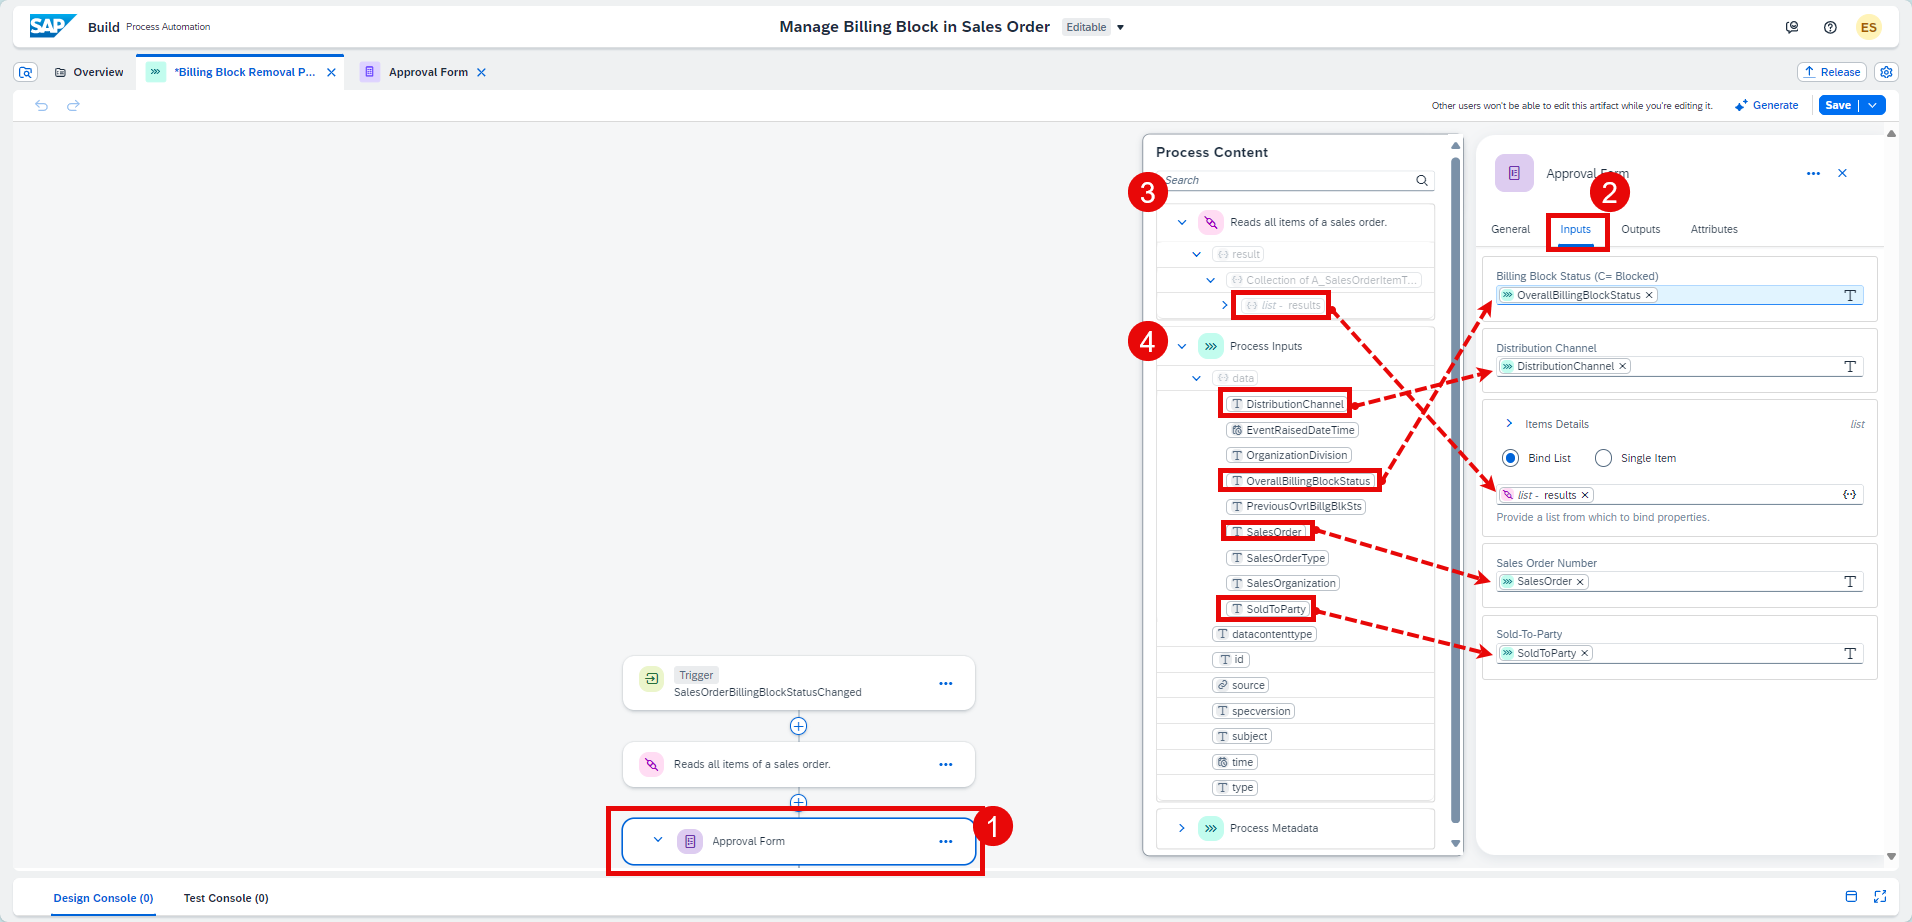 SAP Build Process Automation
Manage Billing Block in Sales Order Editable
ES
Overview
*Billing Block Removal P...
Approval Form
Release
Other users won't be able to edit this artifact while you're editing it.
Generate
Save
Process Content
Search
3
Reads all items of a sales order.
result
Collection of A_SalesOrderItemT...
list - results
4
Process Inputs
data
DistributionChannel
EventRaisedDateTime
OrganizationDivision
OverallBillingBlockStatus
PreviousOvrlBillgBlkSts
SalesOrder
SalesOrderType
SalesOrganization
SoldToParty
datacontenttype
id
source
specversion
subject
time
type
Process Metadata
Approval Form
2
General
Inputs
Outputs
Attributes
Billing Block Status (C= Blocked)
OverallBillingBlockStatus
Distribution Channel
DistributionChannel
Items Details
list
Bind List
Single Item
list - results
Provide a list from which to bind properties.
Sales Order Number
SalesOrder
Sold-To-Party
SoldToParty
Trigger
SalesOrderBillingBlockStatusChanged
Reads all items of a sales order.
Approval Form
1
Design Console (0)
Test Console (0)